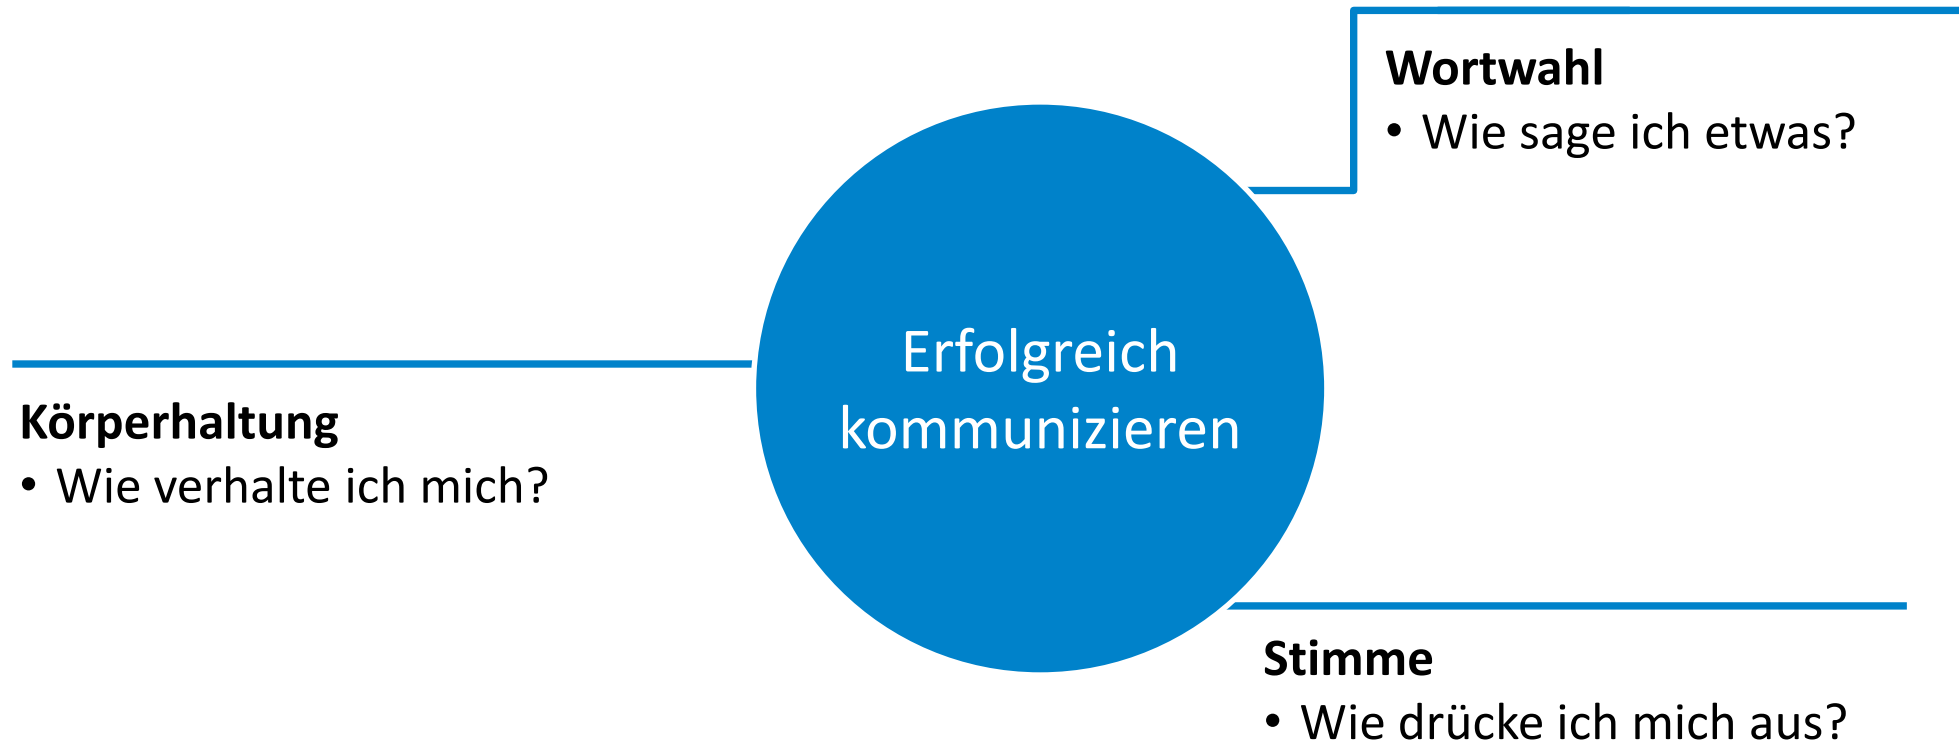 Wortwahl
• Wie sage ich etwas?
Erfolgreich
kommunizieren
Körperhaltung
• Wie verhalte ich mich?
Stimme
• Wie drücke ich mich aus?